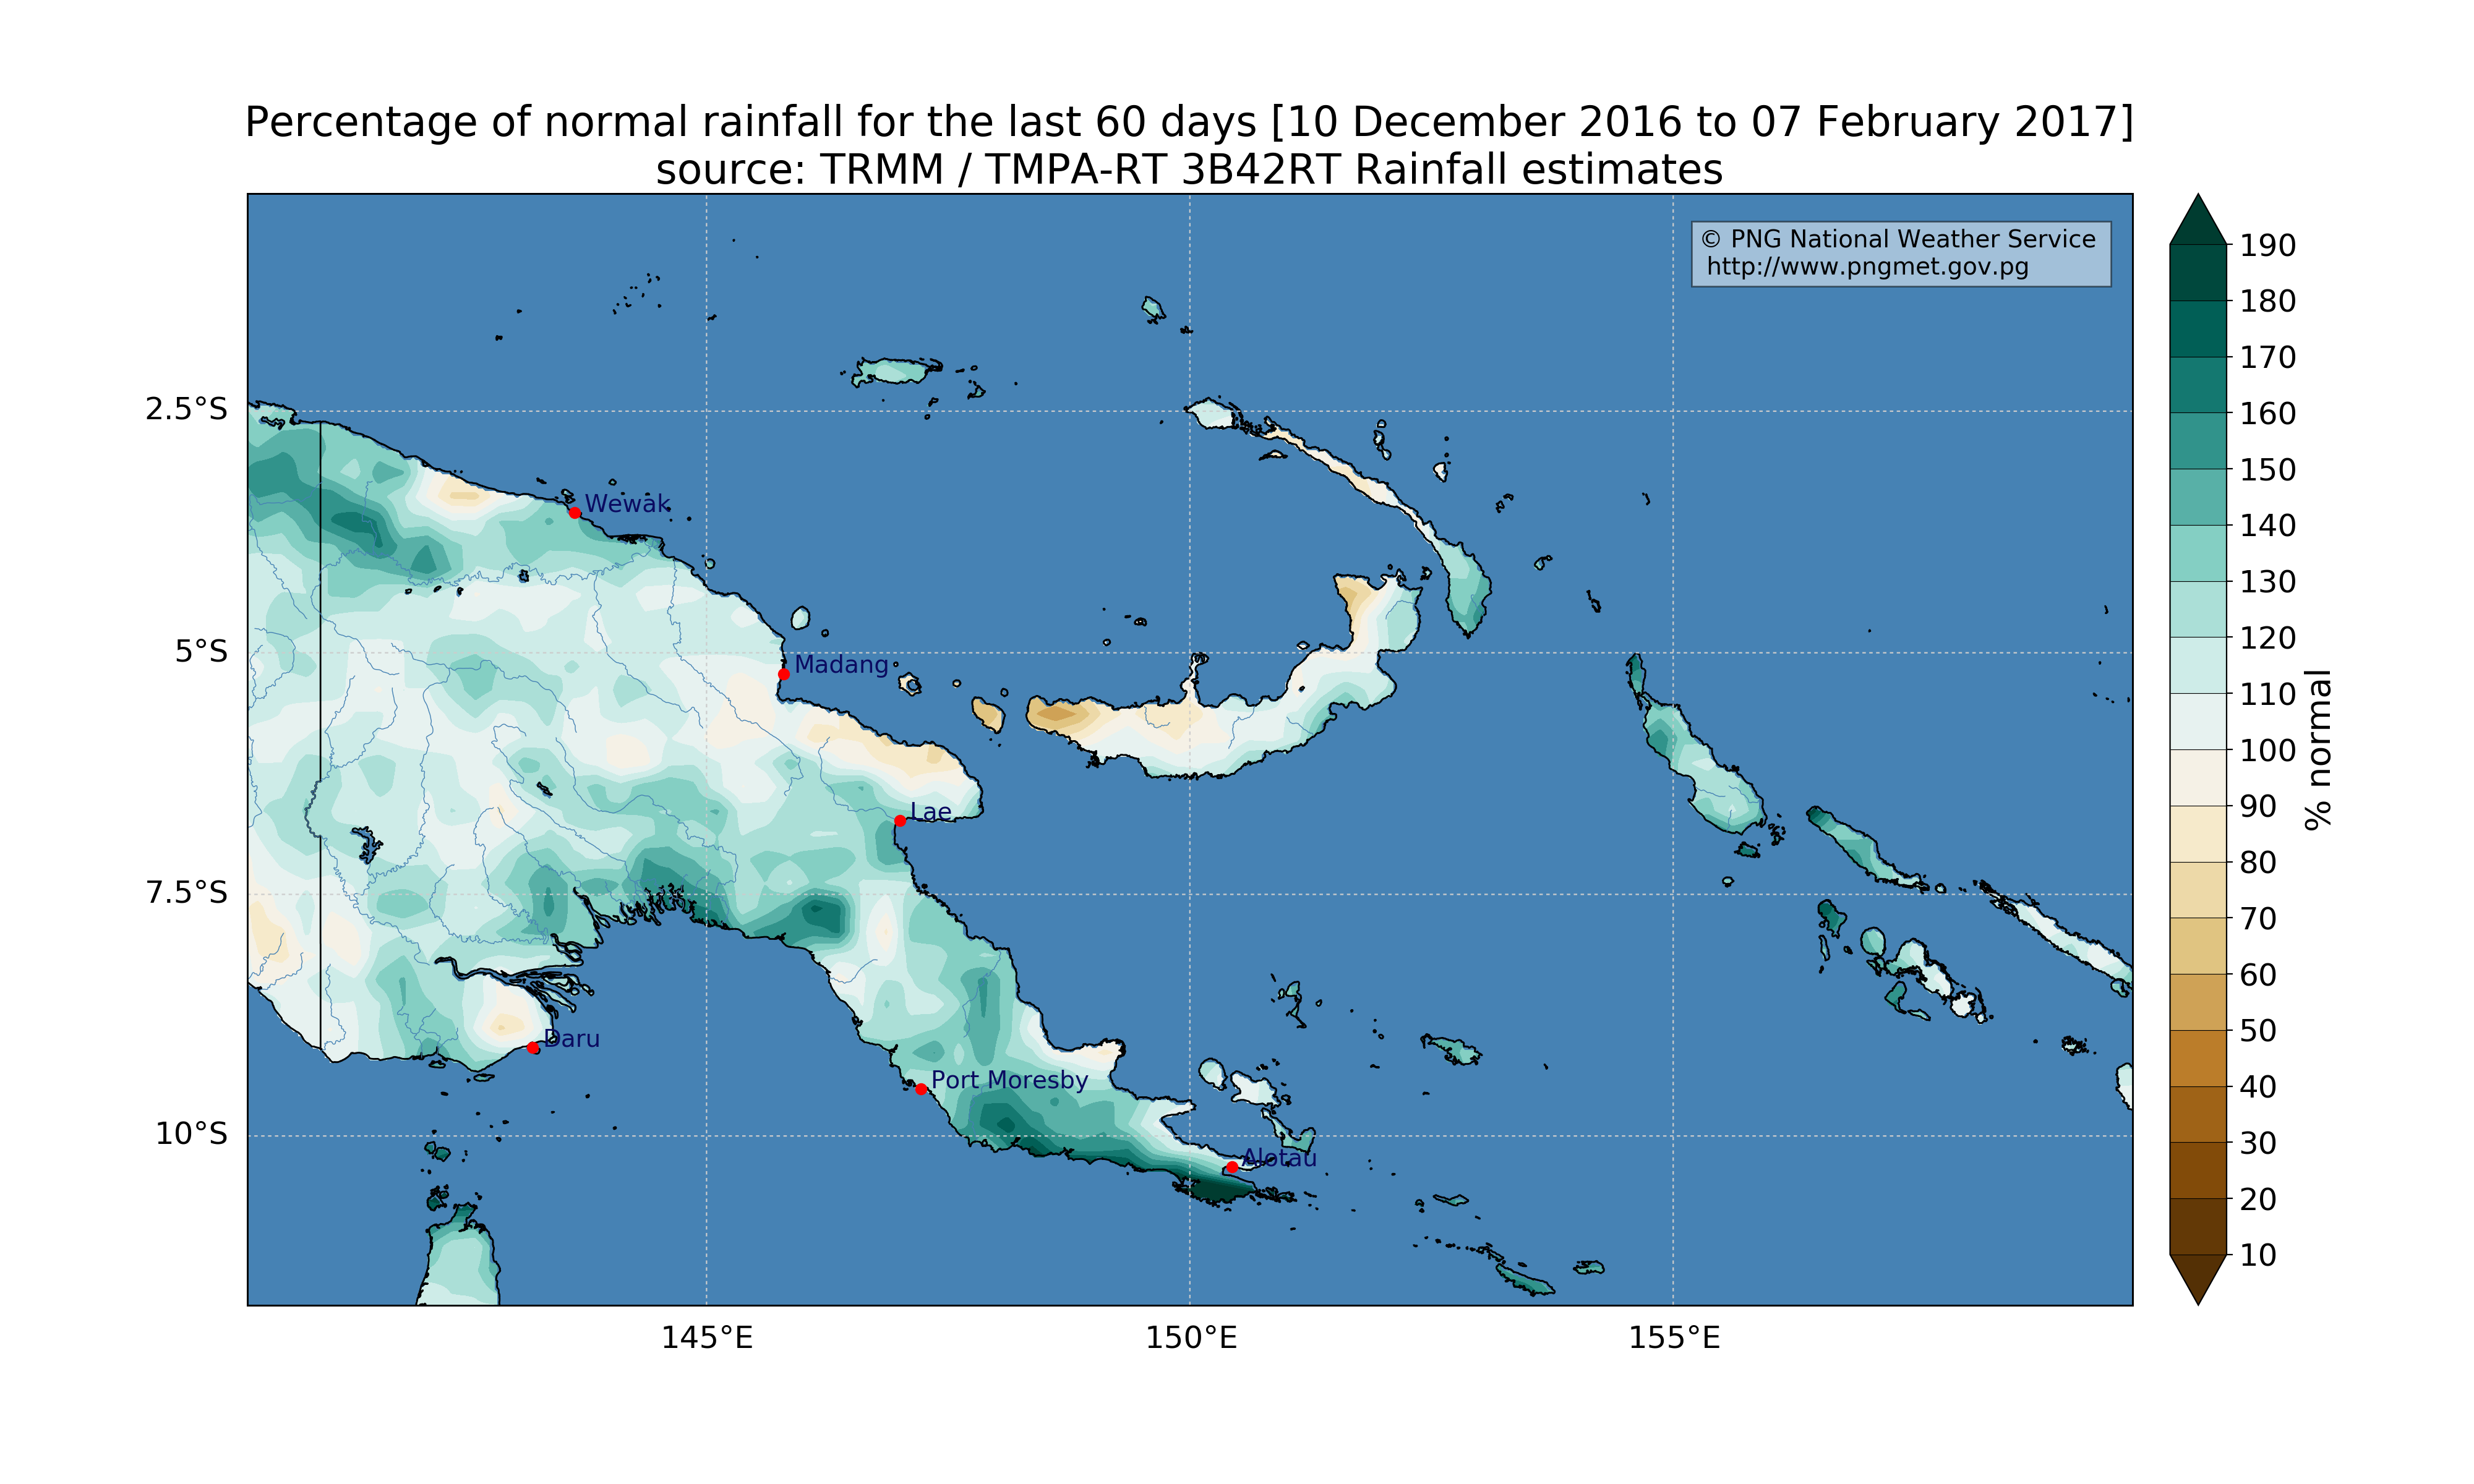 Percentage of normal rainfall for the last 60 days [10 December 2016 to 07 February 2017]
source: TRMM / TMPA-RT 3B42RT Rainfall estimates
© PNG National Weather Service
http://www.pngmet.gov.pg
190
180
170
160
150
140
130
120
110
100
90
80
70
60
50
40
30
20
10
% normal
2.5°S
5°S
7.5°S
10°S
Wewak
Madang
Lae
Daru
Port Moresby
Alotau
145°E
150°E
155°E